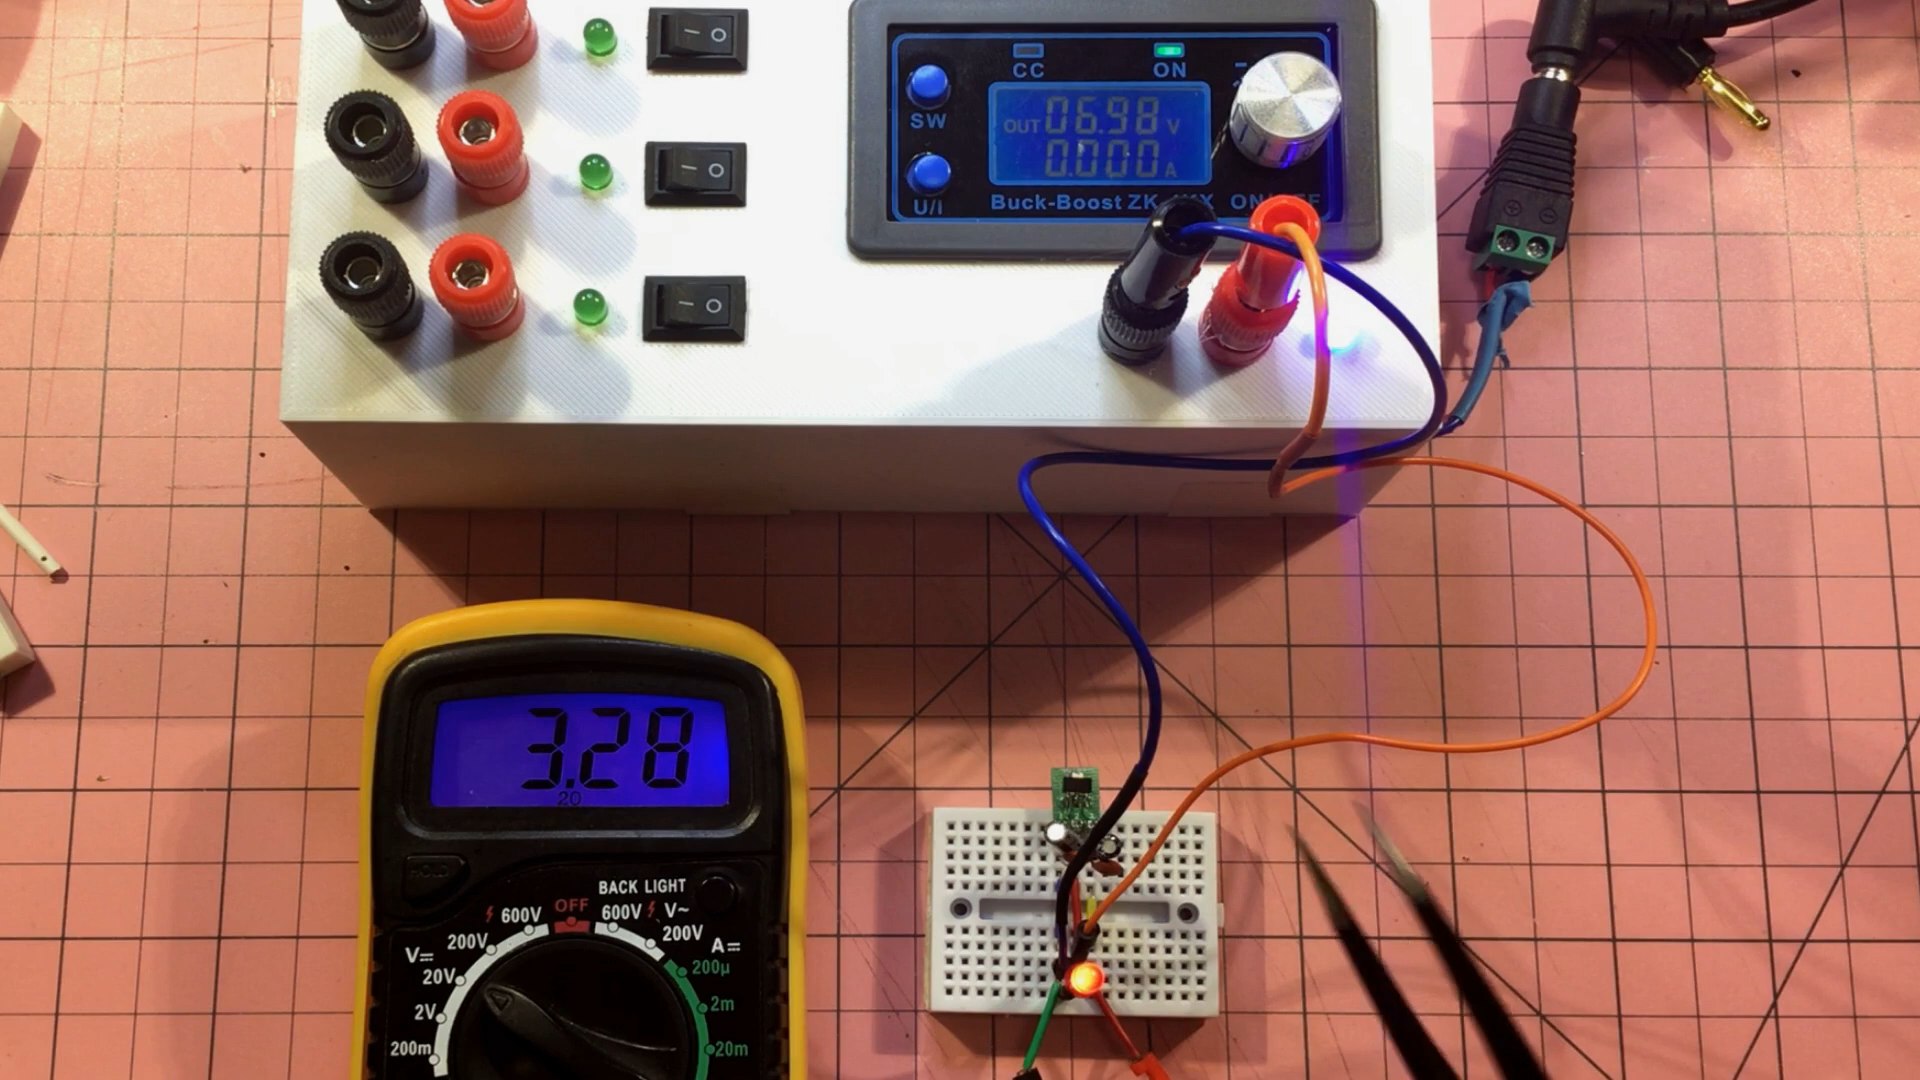 CC ON
SW
OUT 06.98 V
0.000 A
U/I
Buck-Boost ZK
3.28
20
HOLD
BACK LIGHT
OFF
600V 600V V~
200V 200V
V⎓ A⎓
20V 200µ
2V 2m
200m 20m